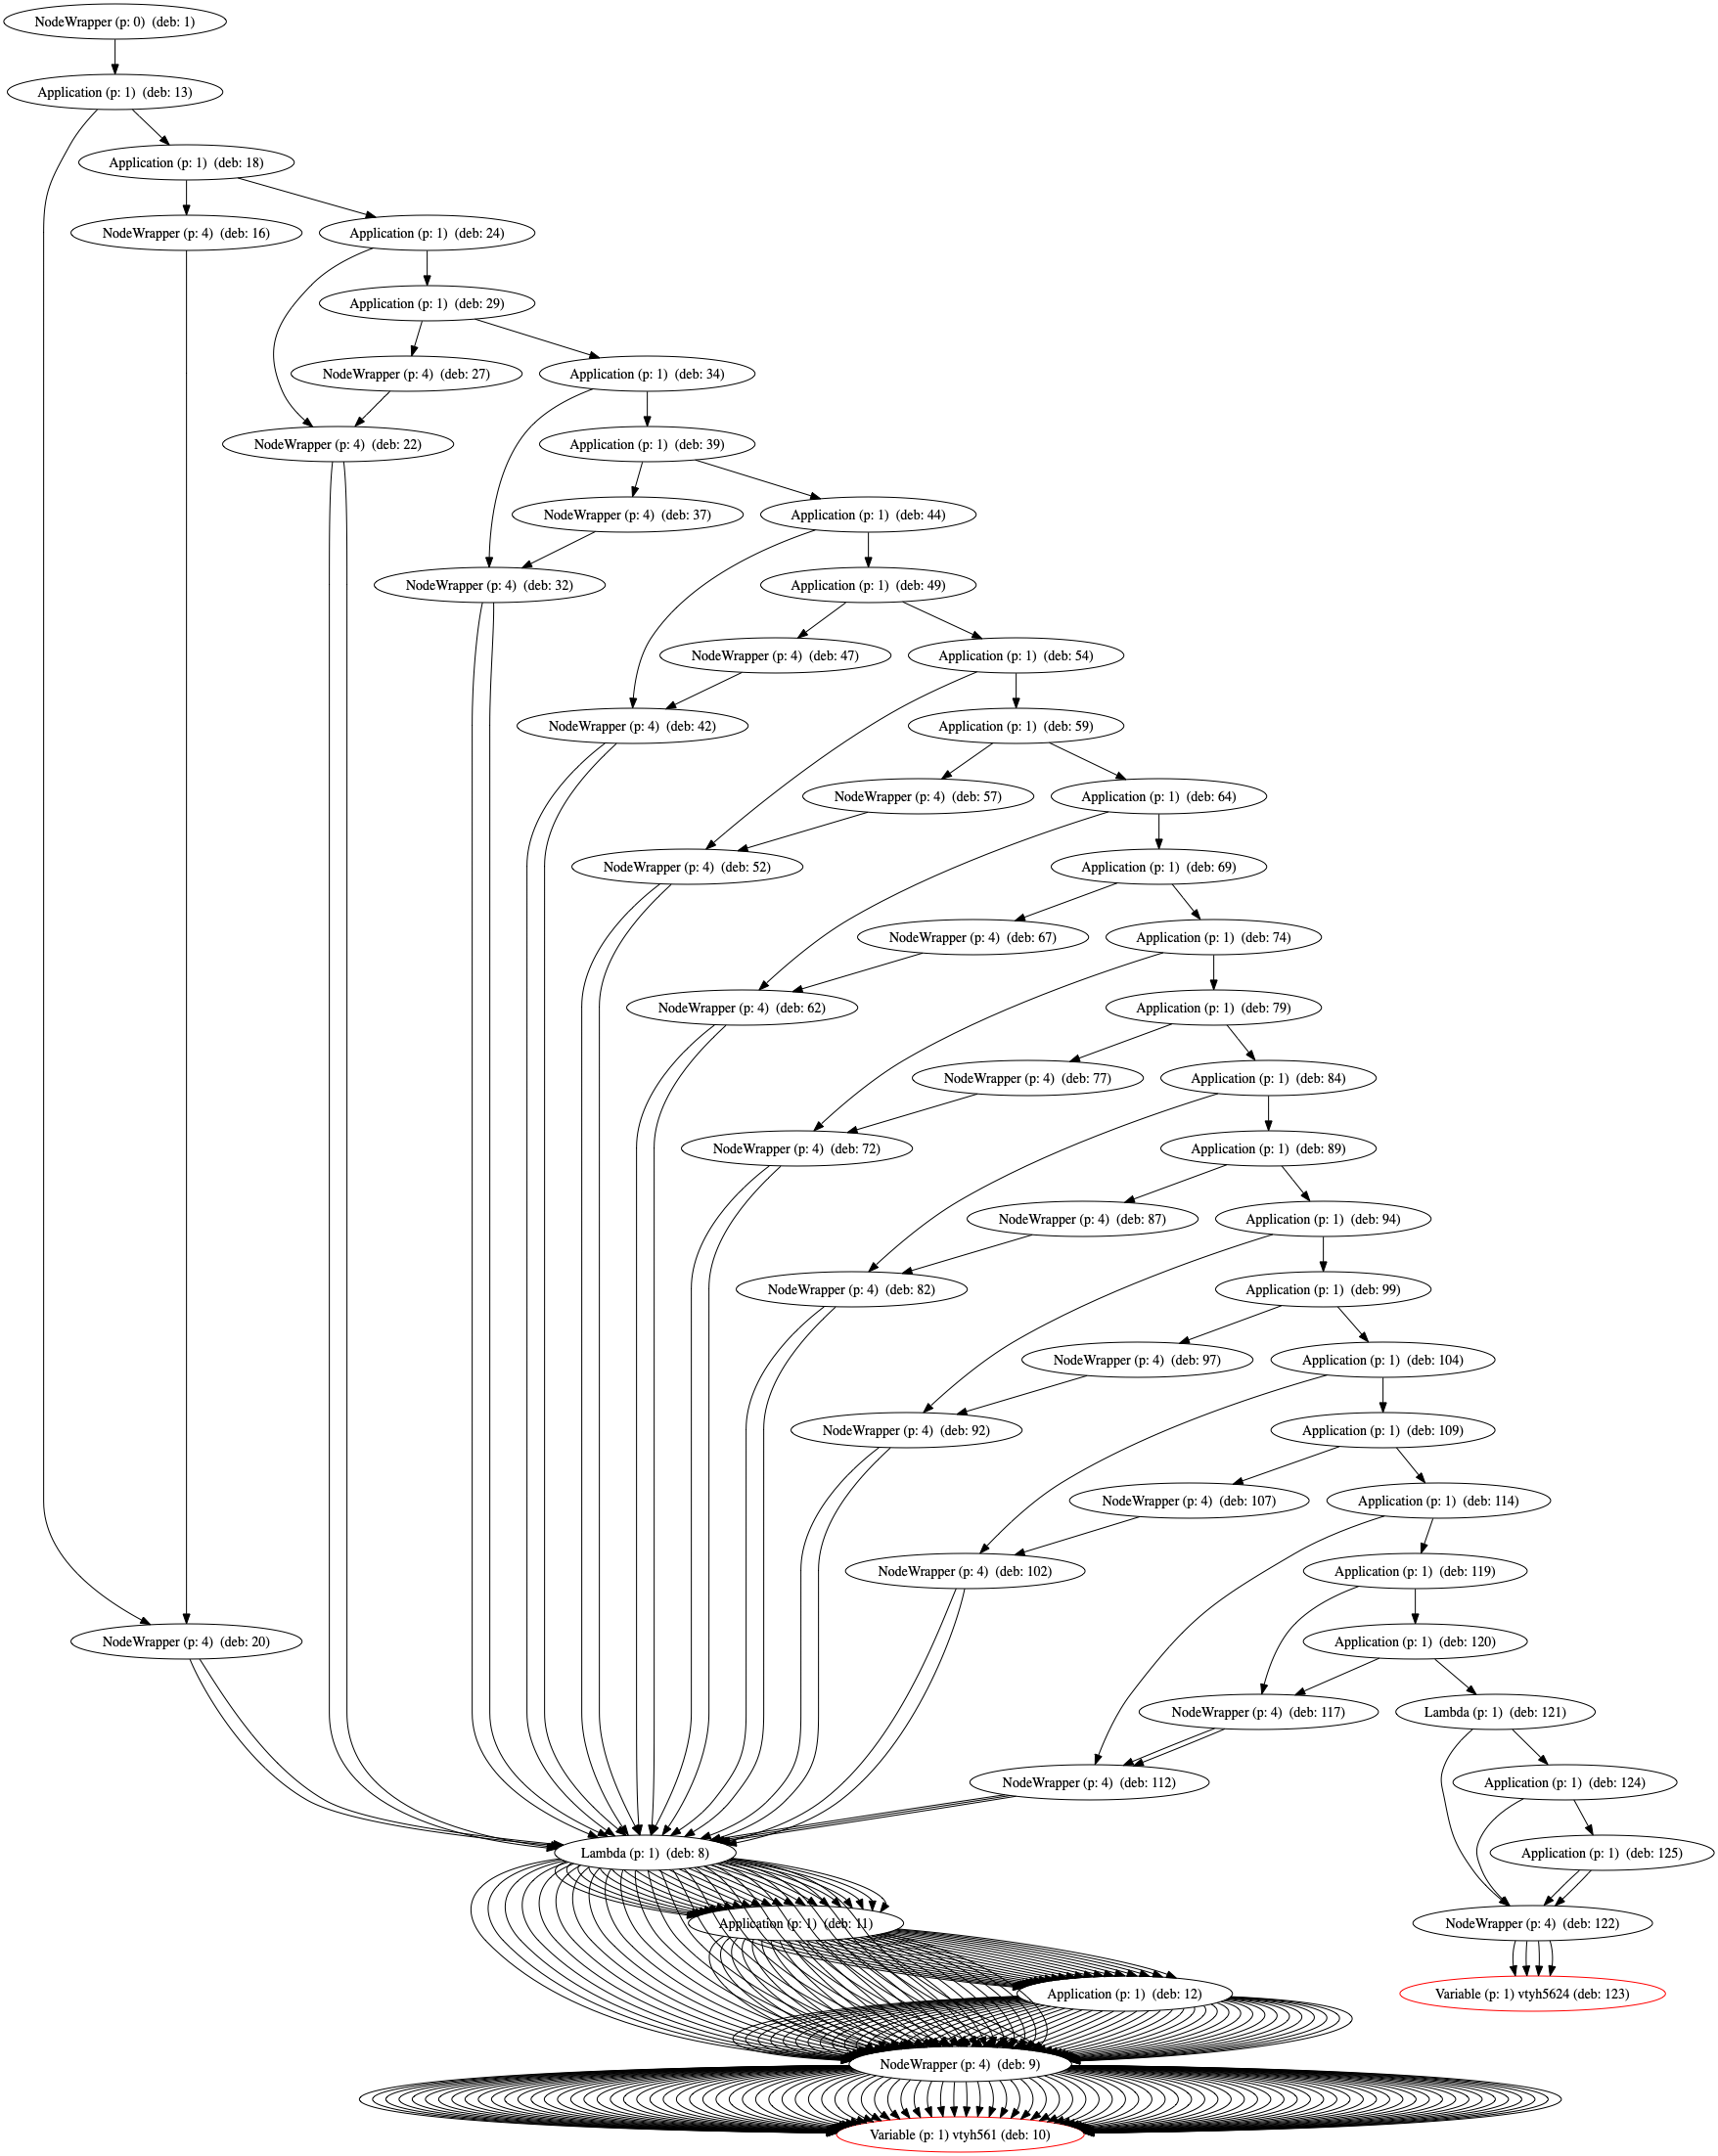 NodeWrapper (p: 0) (deb: 1)
Application (p: 1) (deb: 13)
Application (p: 1) (deb: 18)
NodeWrapper (p: 4) (deb: 16)
Application (p: 1) (deb: 24)
Application (p: 1) (deb: 29)
NodeWrapper (p: 4) (deb: 27)
Application (p: 1) (deb: 34)
NodeWrapper (p: 4) (deb: 22)
Application (p: 1) (deb: 39)
NodeWrapper (p: 4) (deb: 37)
Application (p: 1) (deb: 44)
NodeWrapper (p: 4) (deb: 32)
Application (p: 1) (deb: 49)
NodeWrapper (p: 4) (deb: 47)
Application (p: 1) (deb: 54)
NodeWrapper (p: 4) (deb: 42)
Application (p: 1) (deb: 59)
NodeWrapper (p: 4) (deb: 57)
Application (p: 1) (deb: 64)
NodeWrapper (p: 4) (deb: 52)
Application (p: 1) (deb: 69)
NodeWrapper (p: 4) (deb: 67)
Application (p: 1) (deb: 74)
NodeWrapper (p: 4) (deb: 62)
Application (p: 1) (deb: 79)
NodeWrapper (p: 4) (deb: 77)
Application (p: 1) (deb: 84)
NodeWrapper (p: 4) (deb: 72)
Application (p: 1) (deb: 89)
NodeWrapper (p: 4) (deb: 87)
Application (p: 1) (deb: 94)
NodeWrapper (p: 4) (deb: 82)
Application (p: 1) (deb: 99)
NodeWrapper (p: 4) (deb: 97)
Application (p: 1) (deb: 104)
NodeWrapper (p: 4) (deb: 92)
Application (p: 1) (deb: 109)
NodeWrapper (p: 4) (deb: 107)
Application (p: 1) (deb: 114)
NodeWrapper (p: 4) (deb: 102)
Application (p: 1) (deb: 119)
NodeWrapper (p: 4) (deb: 20)
Application (p: 1) (deb: 120)
NodeWrapper (p: 4) (deb: 117)
Lambda (p: 1) (deb: 121)
NodeWrapper (p: 4) (deb: 112)
Application (p: 1) (deb: 124)
Lambda (p: 1) (deb: 8)
Application (p: 1) (deb: 125)
Application (p: 1) (deb: 11)
NodeWrapper (p: 4) (deb: 122)
Application (p: 1) (deb: 12)
Variable (p: 1) vtyh5624 (deb: 123)
NodeWrapper (p: 4) (deb: 9)
Variable (p: 1) vtyh561 (deb: 10)